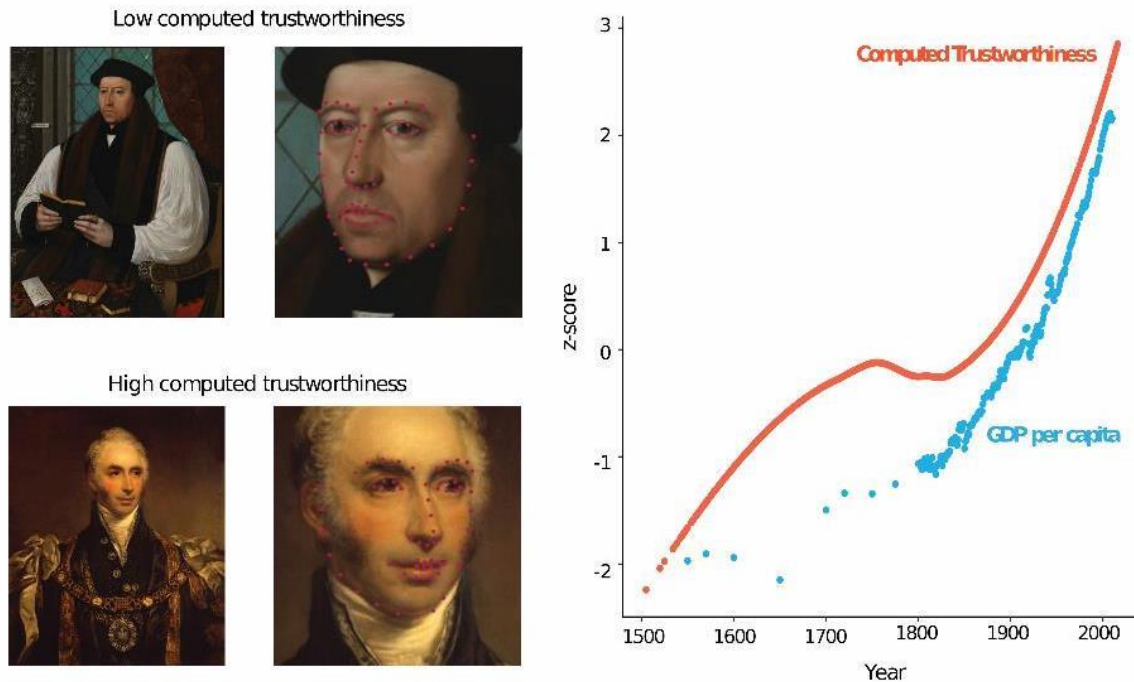 Low computed trustworthiness
High computed trustworthiness
3
2
1
0
-1
-2
z-score
Computed Trustworthiness
GDP per capita
1500 1600 1700 1800 1900 2000
Year